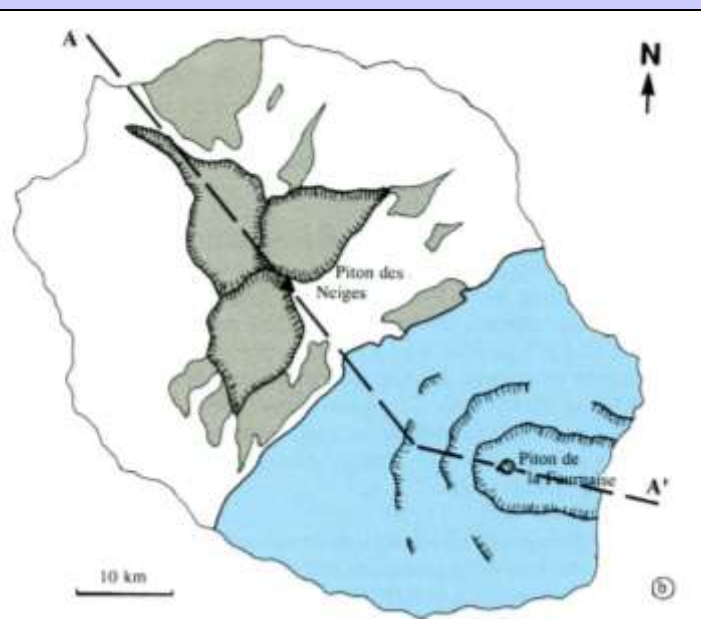 A
N
Piton des
Neiges
Piton de
la Fournaise
A'
10 km
b